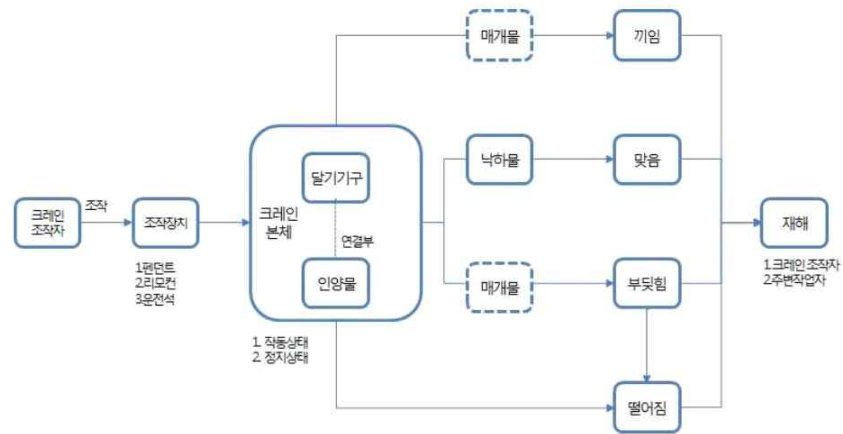 매개물
끼임
낙하물
맞음
달기기구
크레인
조작자
조작
조작장치
크레인
본체
연결부
재해
1.펜던트
2.리모컨
3.운전석
인양물
매개물
부딪힘
1.크레인 조작자
2.주변작업자
1. 작동상태
2. 정지상태
떨어짐